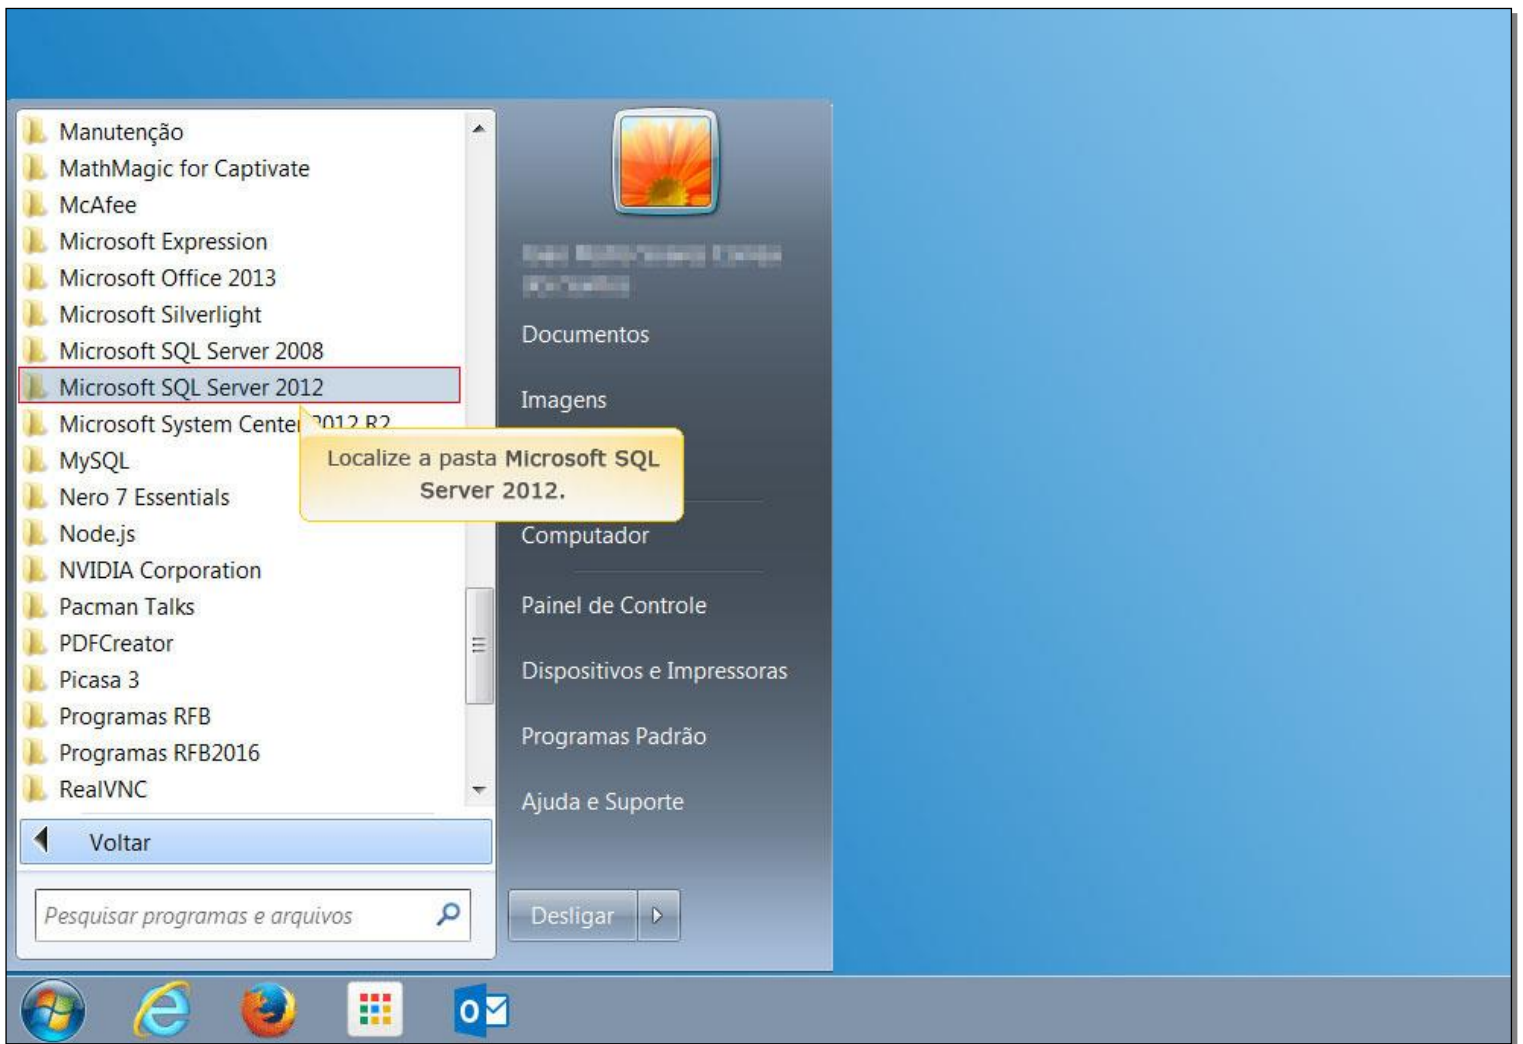 Manutenção
MathMagic for Captivate
McAfee
Microsoft Expression
Microsoft Office 2013
Microsoft Silverlight
Microsoft SQL Server 2008
Microsoft SQL Server 2012
Microsoft System Center 2012 R2
MySQL
Nero 7 Essentials
Node.js
NVIDIA Corporation
Pacman Talks
PDFCreator
Picasa 3
Programas RFB
Programas RFB2016
RealVNC
Voltar
Pesquisar programas e arquivos
Localize a pasta Microsoft SQL
Server 2012.
Documentos
Imagens
Computador
Painel de Controle
Dispositivos e Impressoras
Programas Padrão
Ajuda e Suporte
Desligar